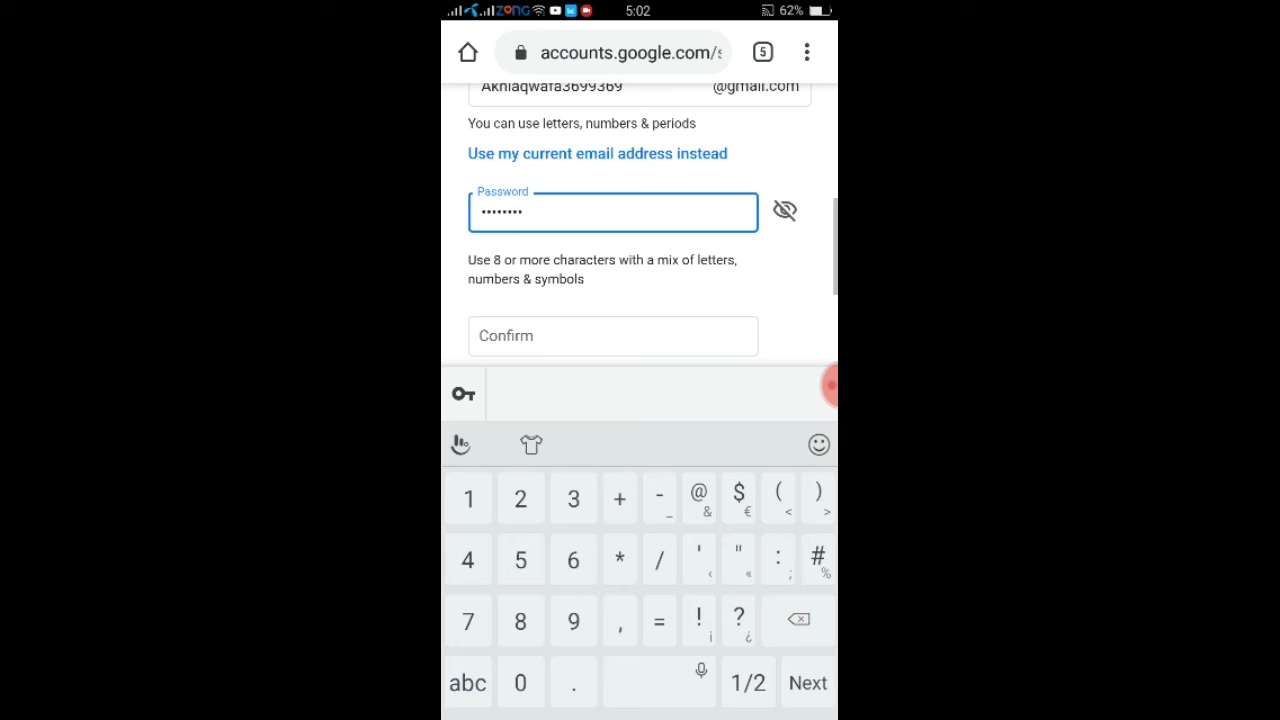 ZONG 5:02 62%
accounts.google.com/s 5
Akhlaqwafa3699369 @gmail.com
You can use letters, numbers & periods
Use my current email address instead
Password
••••••••
Use 8 or more characters with a mix of letters,
numbers & symbols
Confirm
1 2 3 + - _ @ & $ € ( < ) >
4 5 6 * / ' ‹ " « : ; # %
7 8 9 , = ! ¡ ? ¿
abc 0 . 1/2 Next